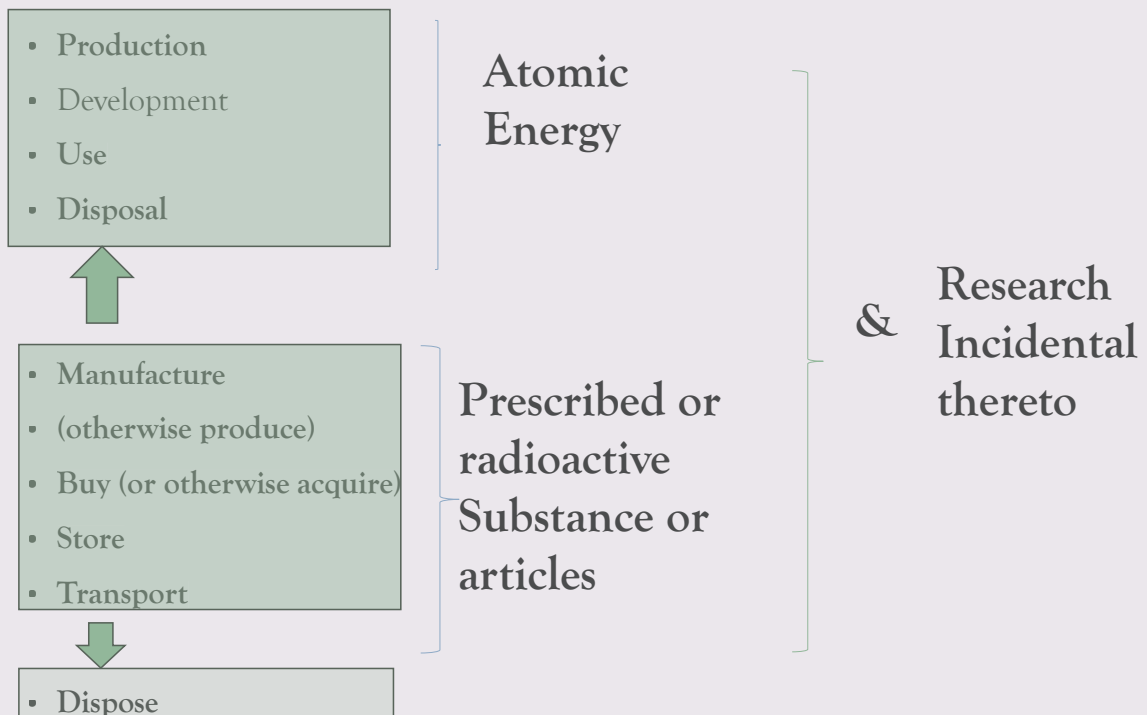 • Production
• Development
• Use
• Disposal
Atomic
Energy
• Manufacture
• (otherwise produce)
• Buy (or otherwise acquire)
• Store
• Transport
Prescribed or
radioactive
Substance or
articles
• Dispose
&
Research
Incidental
thereto